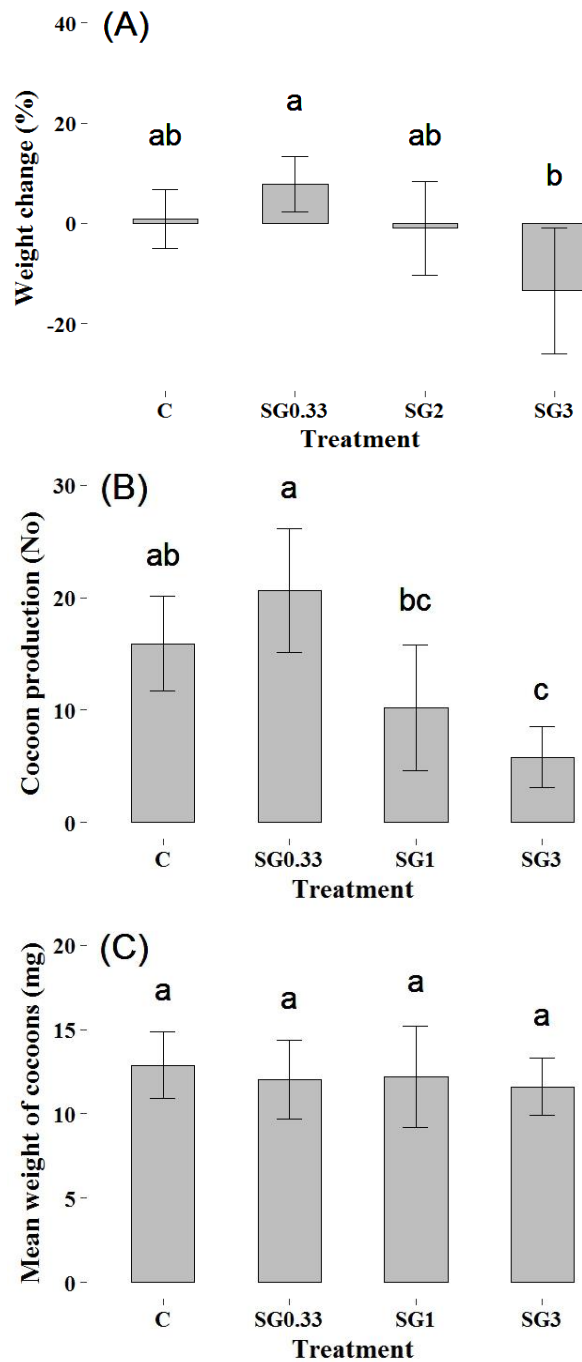 (A)
Weight change (%)
40
20
0
-20
ab
a
ab
b
C SG0.33 SG2 SG3
Treatment
(B)
Cocoon production (No)
30
20
10
0
ab
a
bc
c
C SG0.33 SG1 SG3
Treatment
(C)
Mean weight of cocoons (mg)
20
15
10
5
0
a
a
a
a
C SG0.33 SG1 SG3
Treatment